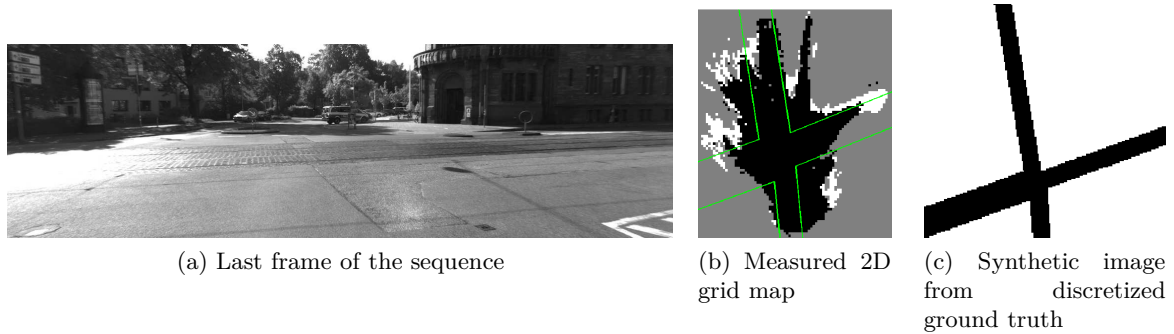 (a) Last frame of the sequence
(b) Measured 2D
grid map
(c) Synthetic image
from discretized
ground truth